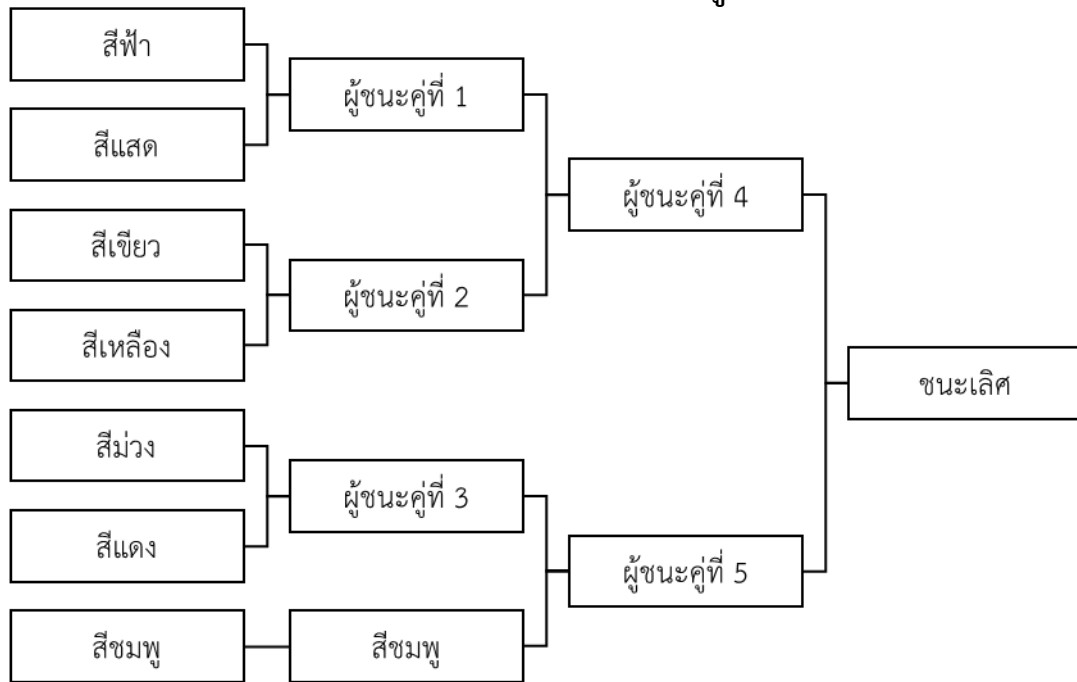 สีฟ้า
สีแสด
สีเขียว
สีเหลือง
สีม่วง
สีแดง
สีชมพู
ผู้ชนะคู่ที่ 1
ผู้ชนะคู่ที่ 2
ผู้ชนะคู่ที่ 3
สีชมพู
ผู้ชนะคู่ที่ 4
ผู้ชนะคู่ที่ 5
ชนะเลิศ